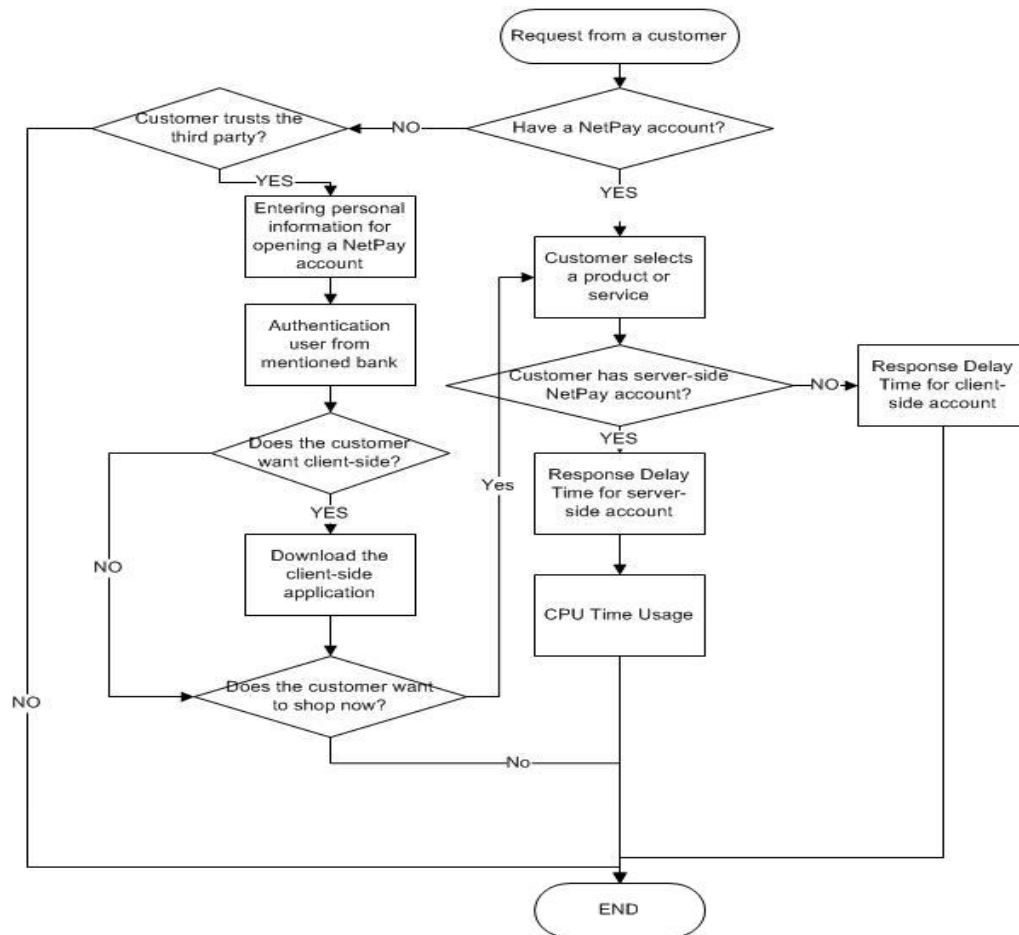 Request from a customer
Customer trusts the
third party?
NO
Have a NetPay account?
YES
YES
Entering personal
information for
opening a NetPay
account
Customer selects
a product or
service
Authentication
user from
mentioned bank
Customer has server-side
NetPay account?
NO
Response Delay
Time for client-
side account
YES
Does the customer
want client-side?
Yes
Response Delay
Time for server-
side account
YES
NO
Download the
client-side
application
CPU Time Usage
Does the customer want
to shop now?
NO
No
END